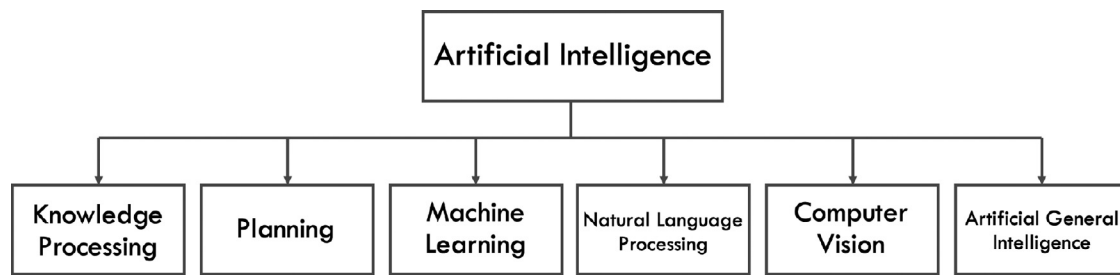 Artificial Intelligence
Knowledge
Processing
Planning
Machine
Learning
Natural Language
Processing
Computer
Vision
Artificial General
Intelligence